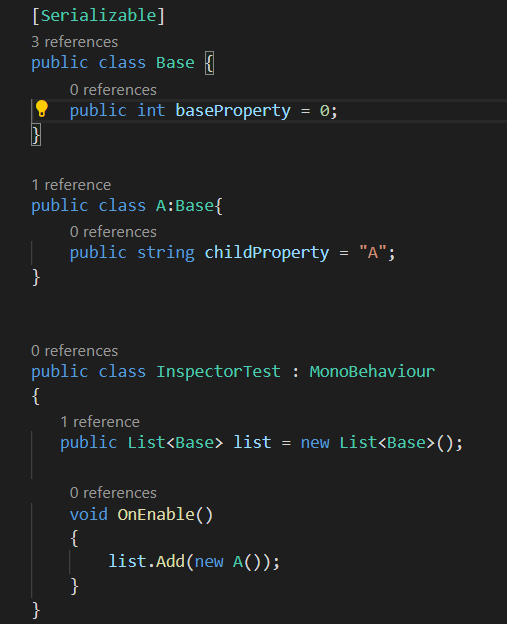 [Serializable]
3 references
public class Base {
0 references
public int baseProperty = 0;
}
1 reference
public class A:Base{
0 references
public string childProperty = "A";
}
0 references
public class InspectorTest : MonoBehaviour
{
1 reference
public List<Base> list = new List<Base>();
0 references
void OnEnable()
{
list.Add(new A());
}
}